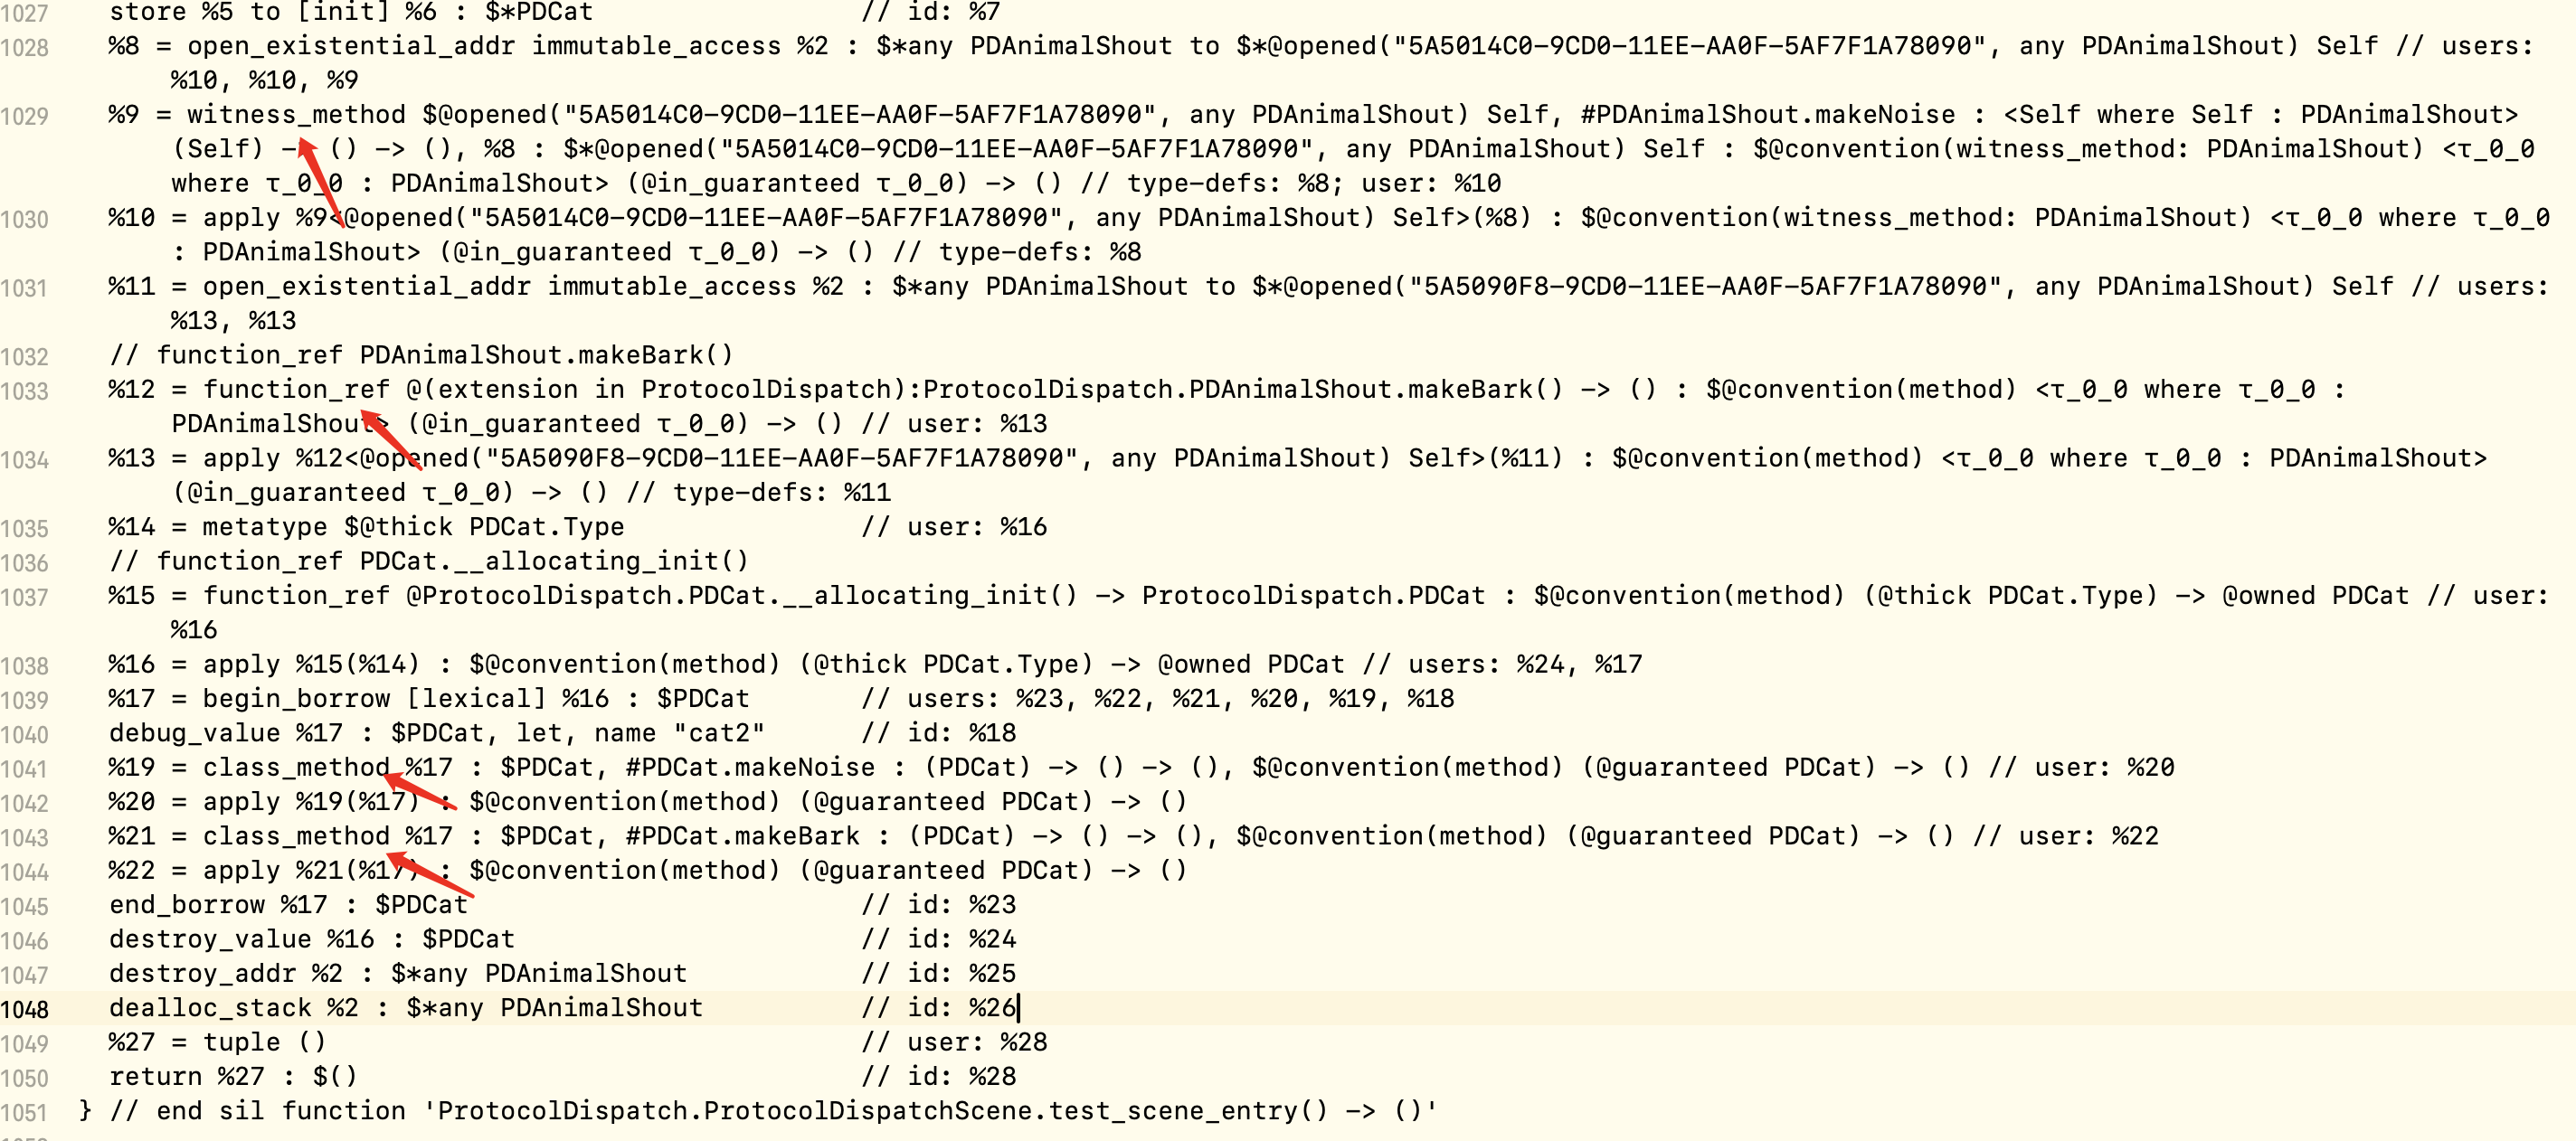 1027 store %5 to [init] %6 : $*PDCat // id: %7
1028 %8 = open_existential_addr immutable_access %2 : $*any PDAnimalShout to $*@opened("5A5014C0-9CD0-11EE-AA0F-5AF7F1A78090", any PDAnimalShout) Self // users:
%10, %10, %9
1029 %9 = witness_method $@opened("5A5014C0-9CD0-11EE-AA0F-5AF7F1A78090", any PDAnimalShout) Self, #PDAnimalShout.makeNoise : <Self where Self : PDAnimalShout>
(Self) -> () -> (), %8 : $*@opened("5A5014C0-9CD0-11EE-AA0F-5AF7F1A78090", any PDAnimalShout) Self : $@convention(witness_method: PDAnimalShout) <τ_0_0
where τ_0_0 : PDAnimalShout> (@in_guaranteed τ_0_0) -> () // type-defs: %8; user: %10
1030 %10 = apply %9<@opened("5A5014C0-9CD0-11EE-AA0F-5AF7F1A78090", any PDAnimalShout) Self>(%8) : $@convention(witness_method: PDAnimalShout) <τ_0_0 where τ_0_0
: PDAnimalShout> (@in_guaranteed τ_0_0) -> () // type-defs: %8
1031 %11 = open_existential_addr immutable_access %2 : $*any PDAnimalShout to $*@opened("5A5090F8-9CD0-11EE-AA0F-5AF7F1A78090", any PDAnimalShout) Self // users:
%13, %13
1032 // function_ref PDAnimalShout.makeBark()
1033 %12 = function_ref @(extension in ProtocolDispatch):ProtocolDispatch.PDAnimalShout.makeBark() -> () : $@convention(method) <τ_0_0 where τ_0_0 :
PDAnimalShout> (@in_guaranteed τ_0_0) -> () // user: %13
1034 %13 = apply %12<@opened("5A5090F8-9CD0-11EE-AA0F-5AF7F1A78090", any PDAnimalShout) Self>(%11) : $@convention(method) <τ_0_0 where τ_0_0 : PDAnimalShout>
(@in_guaranteed τ_0_0) -> () // type-defs: %11
1035 %14 = metatype $@thick PDCat.Type // user: %16
1036 // function_ref PDCat.__allocating_init()
1037 %15 = function_ref @ProtocolDispatch.PDCat.__allocating_init() -> ProtocolDispatch.PDCat : $@convention(method) (@thick PDCat.Type) -> @owned PDCat // user:
%16
1038 %16 = apply %15(%14) : $@convention(method) (@thick PDCat.Type) -> @owned PDCat // users: %24, %17
1039 %17 = begin_borrow [lexical] %16 : $PDCat // users: %23, %22, %21, %20, %19, %18
1040 debug_value %17 : $PDCat, let, name "cat2" // id: %18
1041 %19 = class_method %17 : $PDCat, #PDCat.makeNoise : (PDCat) -> () -> (), $@convention(method) (@guaranteed PDCat) -> () // user: %20
1042 %20 = apply %19(%17) : $@convention(method) (@guaranteed PDCat) -> ()
1043 %21 = class_method %17 : $PDCat, #PDCat.makeBark : (PDCat) -> () -> (), $@convention(method) (@guaranteed PDCat) -> () // user: %22
1044 %22 = apply %21(%17) : $@convention(method) (@guaranteed PDCat) -> ()
1045 end_borrow %17 : $PDCat // id: %23
1046 destroy_value %16 : $PDCat // id: %24
1047 destroy_addr %2 : $*any PDAnimalShout // id: %25
1048 dealloc_stack %2 : $*any PDAnimalShout // id: %26
1049 %27 = tuple () // user: %28
1050 return %27 : $() // id: %28
1051 } // end sil function 'ProtocolDispatch.ProtocolDispatchScene.test_scene_entry() -> ()'